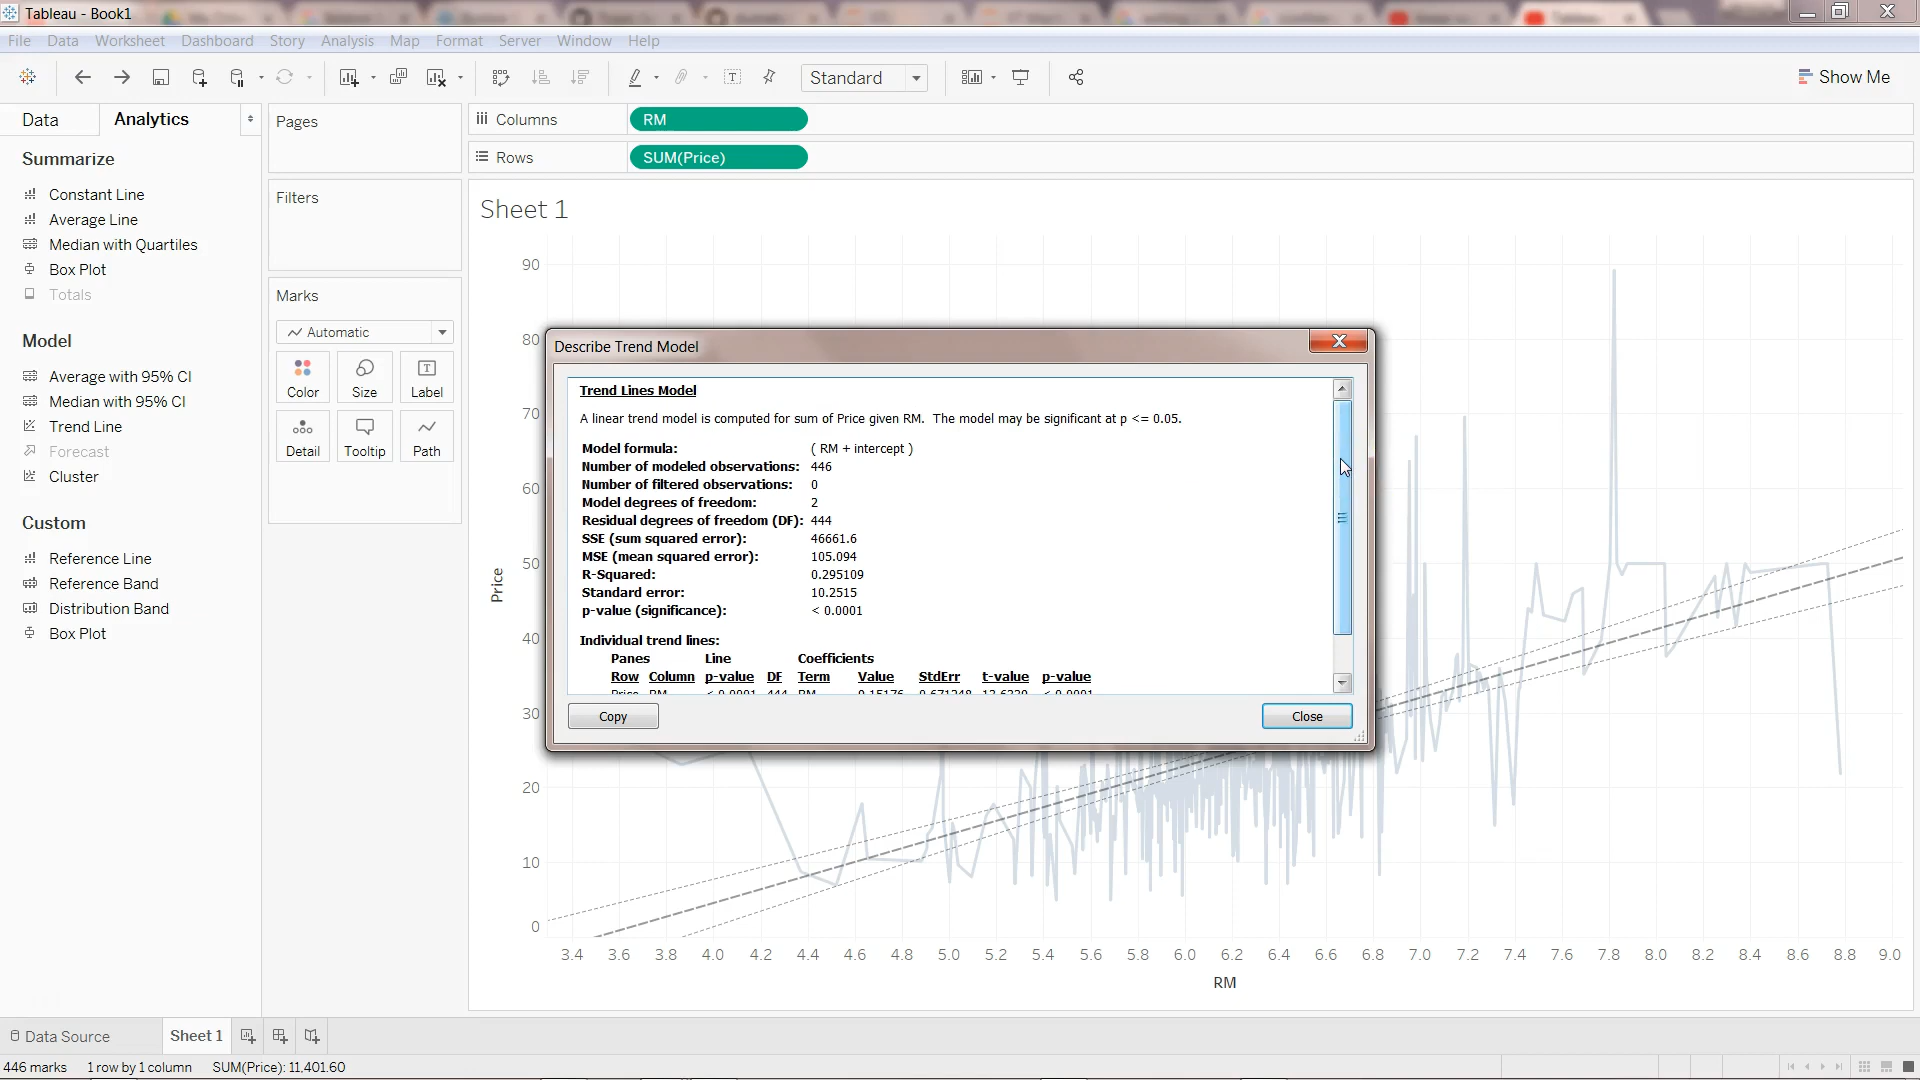 Tableau - Book1
File Data Worksheet Dashboard Story Analysis Map Format Server Window Help
Standard
Show Me
Data Analytics
Summarize
Constant Line
Average Line
Median with Quartiles
Box Plot
Totals
Model
Average with 95% CI
Median with 95% CI
Trend Line
Forecast
Cluster
Custom
Reference Line
Reference Band
Distribution Band
Box Plot
Pages
Filters
Marks
Automatic
Color Size Label
Detail Tooltip Path
Columns RM
Rows SUM(Price)
Sheet 1
90
80
70
60
50
40
30
20
10
0
Price
3.4 3.6 3.8 4.0 4.2 4.4 4.6 4.8 5.0 5.2 5.4 5.6 5.8 6.0 6.2 6.4 6.6 6.8 7.0 7.2 7.4 7.6 7.8 8.0 8.2 8.4 8.6 8.8 9.0
RM
Describe Trend Model
Trend Lines Model
A linear trend model is computed for sum of Price given RM. The model may be significant at p <= 0.05.
Model formula: ( RM + intercept )
Number of modeled observations: 446
Number of filtered observations: 0
Model degrees of freedom: 2
Residual degrees of freedom (DF): 444
SSE (sum squared error): 46661.6
MSE (mean squared error): 105.094
R-Squared: 0.295109
Standard error: 10.2515
p-value (significance): < 0.0001
Individual trend lines:
Panes Line Coefficients
Row Column p-value DF Term Value StdErr t-value p-value
Price RM < 0.0001 444 RM
Copy Close
Data Source Sheet 1
446 marks 1 row by 1 column SUM(Price): 11,401.60